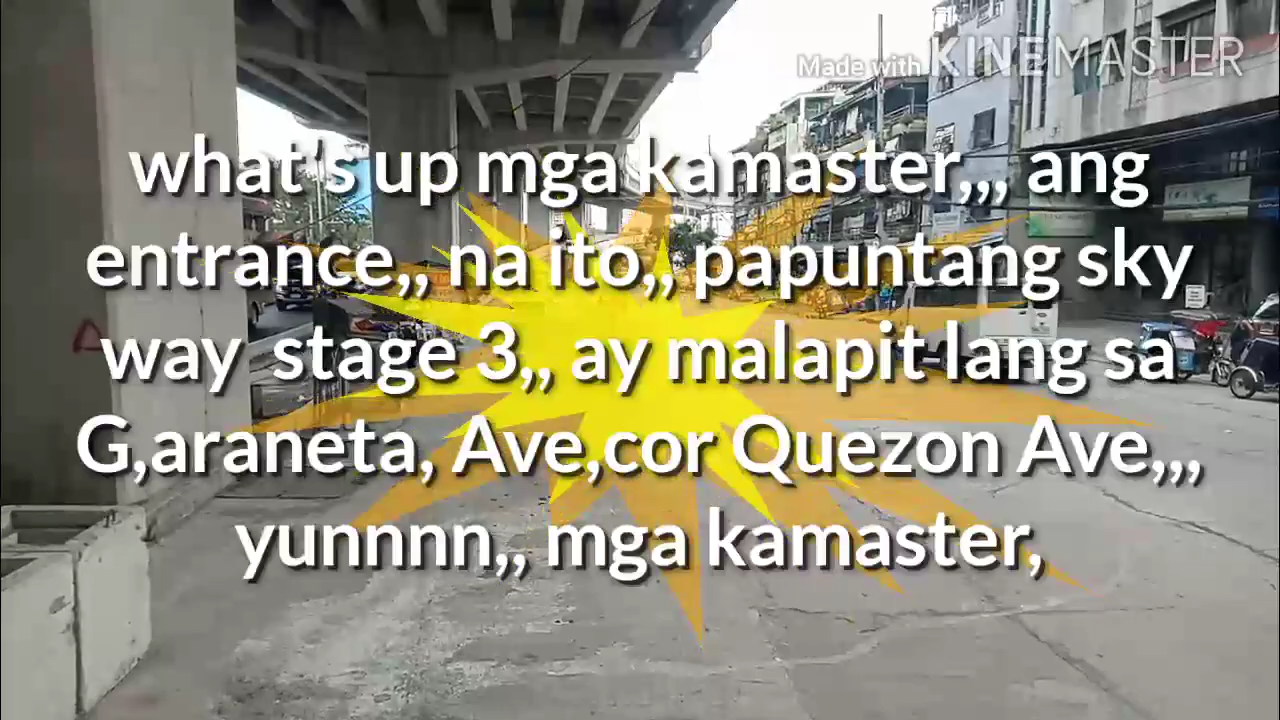 Made with KINEMASTER
what's up mga kamaster,,, ang
entrance,, na ito,, papuntang sky
way stage 3,, ay malapit lang sa
G,araneta, Ave,cor Quezon Ave,,,
yunnnn,, mga kamaster,